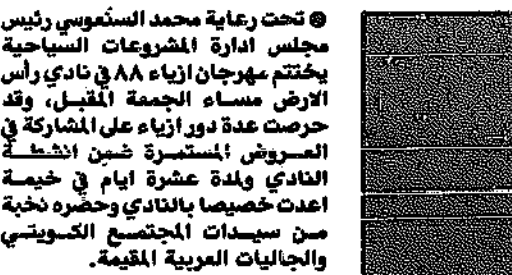 ● تحت رعاية محمد السنعوسي رئيس
مجلس ادارة المشروعات السياحية
يختتم مهرجان ازياء ٨٨ في نادي رأس
الارض مساء الجمعة المقبل، وقد
حرصت عدة دور ازياء على المشاركة في
العروض المستمرة ضمن انشطة
النادي ولمدة عشرة ايام في خيمة
اعدت خصيصا بالنادي وحضره نخبة
من سيدات المجتمع الكويتي
والجاليات العربية المقيمة.